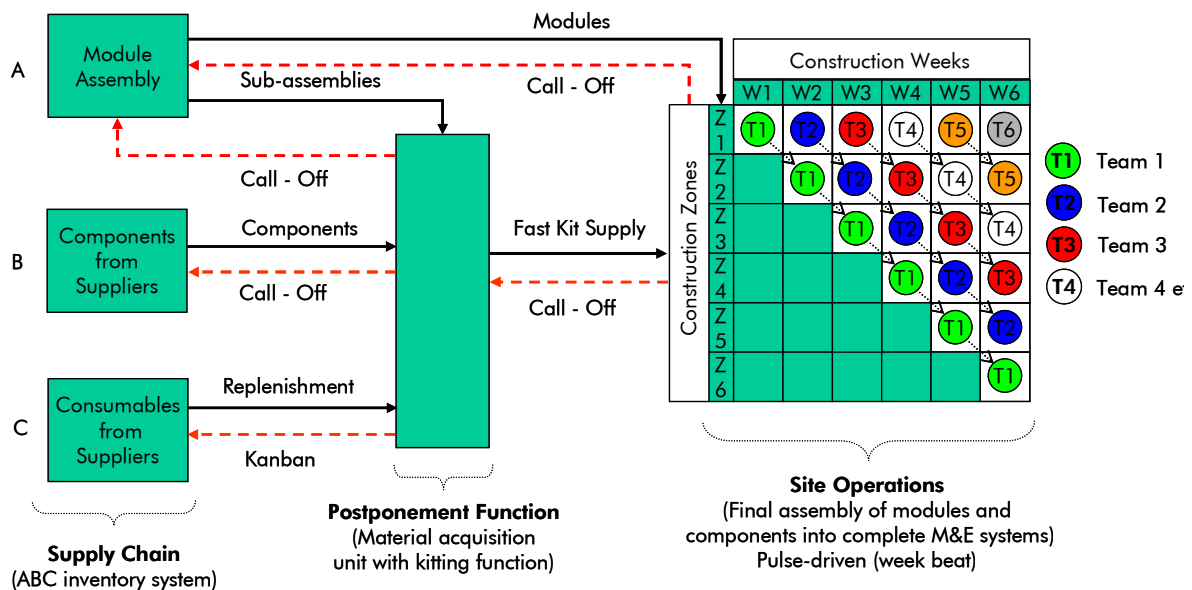 A
Module
Assembly
Modules
Sub-assemblies
Call - Off
Call - Off
B
Components
from
Suppliers
Components
Call - Off
Fast Kit Supply
Call - Off
C
Consumables
from
Suppliers
Replenishment
Kanban
Construction Weeks
W1 W2 W3 W4 W5 W6
Construction Zones
Z 1 T1 T2 T3 T4 T5 T6
Z 2 T1 T2 T3 T4 T5
Z 3 T1 T2 T3 T4
Z 4 T1 T2 T3
Z 5 T1 T2
Z 6 T1
T1 Team 1
T2 Team 2
T3 Team 3
T4 Team 4 et
Supply Chain
(ABC inventory system)
Postponement Function
(Material acquisition
unit with kitting function)
Site Operations
(Final assembly of modules and
components into complete M&E systems)
Pulse-driven (week beat)